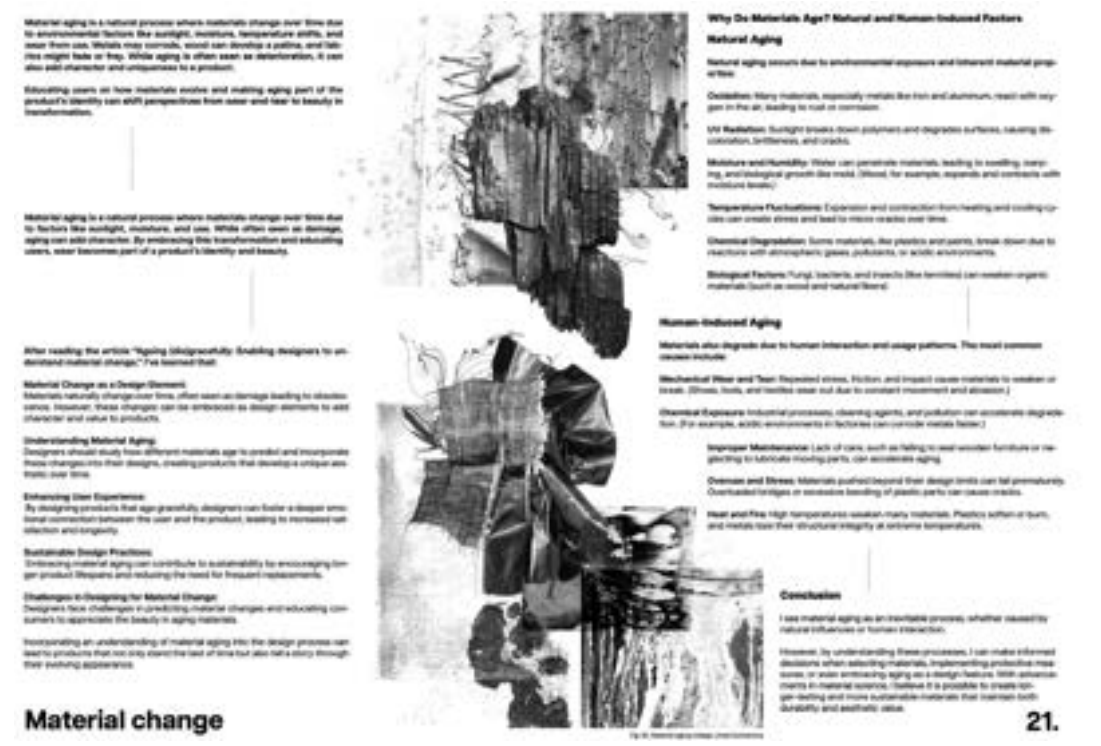 Material aging is a natural process where materials change over time due
to environmental factors like sunlight, moisture, temperature shifts, and
wear from use. Metals may corrode, wood can develop a patina, and fab-
rics might fade or fray. While aging is often seen as deterioration, it can
also add character and uniqueness to a product.
Educating users on how materials evolve and making aging part of the
product's identity can shift perspectives from wear-and-tear to beauty in
transformation.
Material aging is a natural process where materials change over time due
to factors like sunlight, moisture, and use. While often seen as damage,
aging can add character. By embracing this transformation and educating
users, wear becomes part of a product's identity and beauty.
After reading the article "Ageing (dis)gracefully: Enabling designers to un-
derstand material change," I've learned that:
Material Change as a Design Element:
Materials naturally change over time, often seen as damage leading to obsoles-
cence. However, these changes can be embraced as design elements to add
character and value to products.
Understanding Material Aging:
Designers should study how different materials age to predict and incorporate
these changes into their designs, creating products that develop a unique aes-
thetic over time.
Enhancing User Experience:
By designing products that age gracefully, designers can foster a deeper emo-
tional connection between the user and the product, leading to increased sat-
isfaction and longevity.
Sustainable Design Practices:
Embracing material aging can contribute to sustainability by encouraging lon-
ger product lifespans and reducing the need for frequent replacements.
Challenges in Designing for Material Change:
Designers face challenges in predicting material changes and educating con-
sumers to appreciate the beauty in aging materials.
Incorporating an understanding of material aging into the design process can
lead to products that not only stand the test of time but also tell a story through
their evolving appearance.
Material change
Why Do Materials Age? Natural and Human-Induced Factors
Natural Aging
Natural aging occurs due to environmental exposure and inherent material prop-
erties:
Oxidation: Many materials, especially metals like iron and aluminum, react with oxy-
gen in the air, leading to rust or corrosion.
UV Radiation: Sunlight breaks down polymers and degrades surfaces, causing dis-
coloration, brittleness, and cracks.
Moisture and Humidity: Water can penetrate materials, leading to swelling, warp-
ing, and biological growth like mold. (Wood, for example, expands and contracts with
moisture levels.)
Temperature Fluctuations: Expansion and contraction from heating and cooling cy-
cles can create stress and lead to micro-cracks over time.
Chemical Degradation: Some materials, like plastics and paints, break down due to
reactions with atmospheric gases, pollutants, or acidic environments.
Biological Factors: Fungi, bacteria, and insects (like termites) can weaken organic
materials (such as wood and natural fibers).
Human-Induced Aging
Materials also degrade due to human interaction and usage patterns. The most common
causes include:
Mechanical Wear and Tear: Repeated stress, friction, and impact cause materials to weaken or
break. (Shoes, tools, and textiles wear out due to constant movement and abrasion.)
Chemical Exposure: Industrial processes, cleaning agents, and pollution can accelerate degrada-
tion. (For example, acidic environments in factories can corrode metals faster.)
Improper Maintenance: Lack of care, such as failing to seal wooden furniture or ne-
glecting to lubricate moving parts, can accelerate aging.
Overuse and Stress: Materials pushed beyond their design limits can fail prematurely.
Overloaded bridges or excessive bending of plastic parts can cause cracks.
Heat and Fire: High temperatures weaken many materials. Plastics soften or burn,
and metals lose their structural integrity at extreme temperatures.
Conclusion
I see material aging as an inevitable process, whether caused by
natural influences or human interaction.
However, by understanding these processes, I can make informed
decisions when selecting materials, implementing protective mea-
sures, or even embracing aging as a design feature. With advance-
ments in material science, I believe it is possible to create lon-
ger-lasting and more sustainable materials that maintain both
durability and aesthetic value.
21.